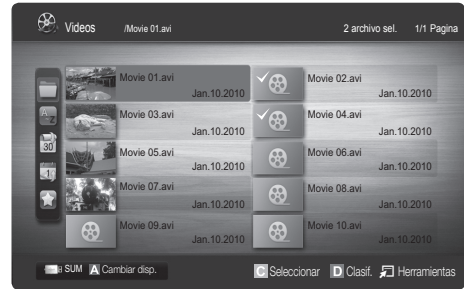 Videos /Movie 01.avi 2 archivo sel. 1/1 Pagina
Movie 01.avi Movie 02.avi
Jan.10.2010 Jan.10.2010
Movie 03.avi Movie 04.avi
Jan.10.2010 Jan.10.2010
Movie 05.avi Movie 06.avi
Jan.10.2010 Jan.10.2010
Movie 07.avi Movie 08.avi
Jan.10.2010 Jan.10.2010
Movie 09.avi Movie 10.avi
Jan.10.2010 Jan.10.2010
SUM A Cambiar disp. C Seleccionar D Clasif. Herramientas